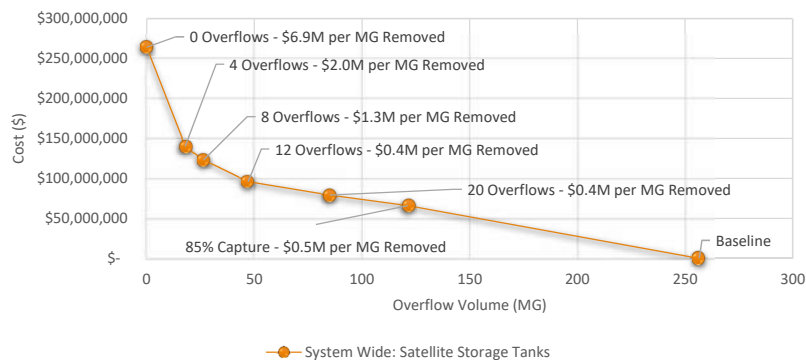 $300,000,000
$250,000,000
$200,000,000
$150,000,000
$100,000,000
$50,000,000
$-
Cost ($)
0 Overflows - $6.9M per MG Removed
4 Overflows - $2.0M per MG Removed
8 Overflows - $1.3M per MG Removed
12 Overflows - $0.4M per MG Removed
20 Overflows - $0.4M per MG Removed
85% Capture - $0.5M per MG Removed
Baseline
0 50 100 150 200 250 300
Overflow Volume (MG)
System Wide: Satellite Storage Tanks